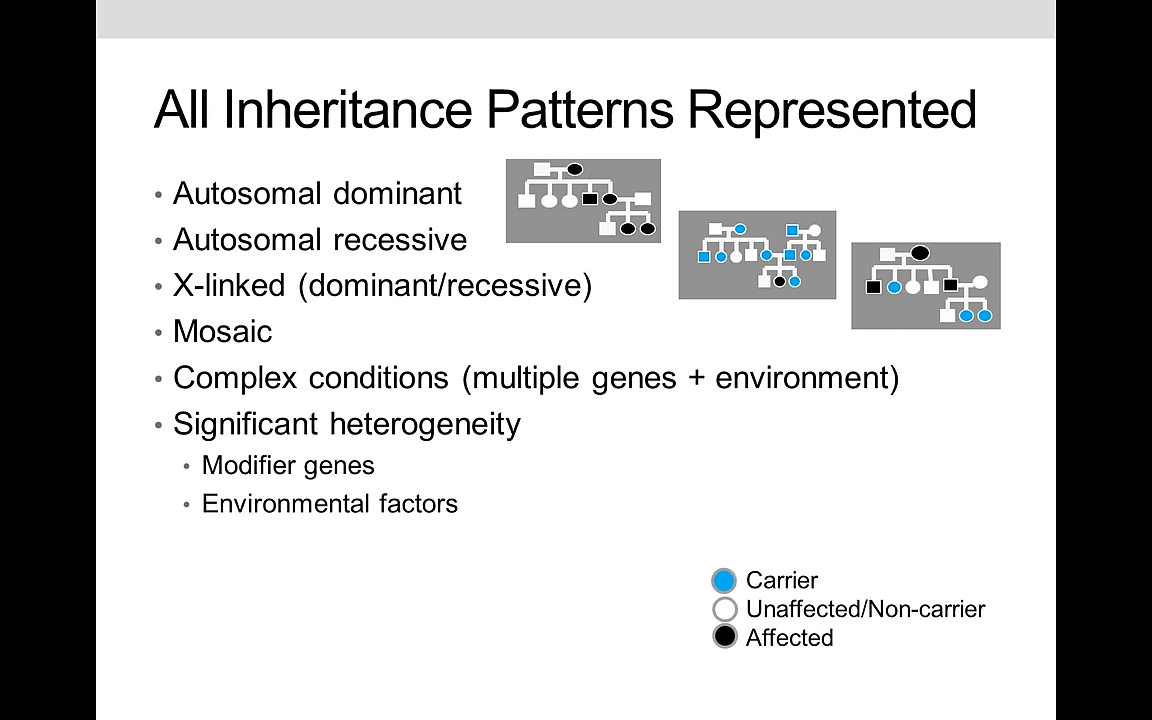 All Inheritance Patterns Represented
• Autosomal dominant
• Autosomal recessive
• X-linked (dominant/recessive)
• Mosaic
• Complex conditions (multiple genes + environment)
• Significant heterogeneity
• Modifier genes
• Environmental factors
Carrier
Unaffected/Non-carrier
Affected